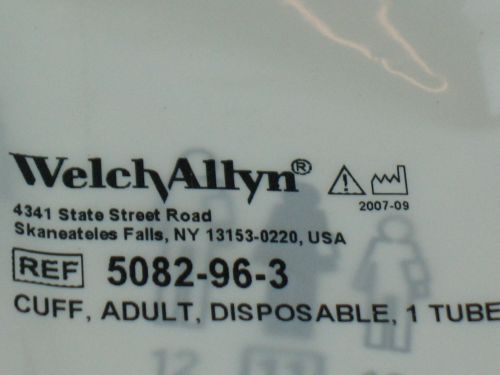 WelchAllyn®
2007-09
4341 State Street Road
Skaneateles Falls, NY 13153-0220, USA
REF 5082-96-3
CUFF, ADULT, DISPOSABLE, 1 TUBE
12